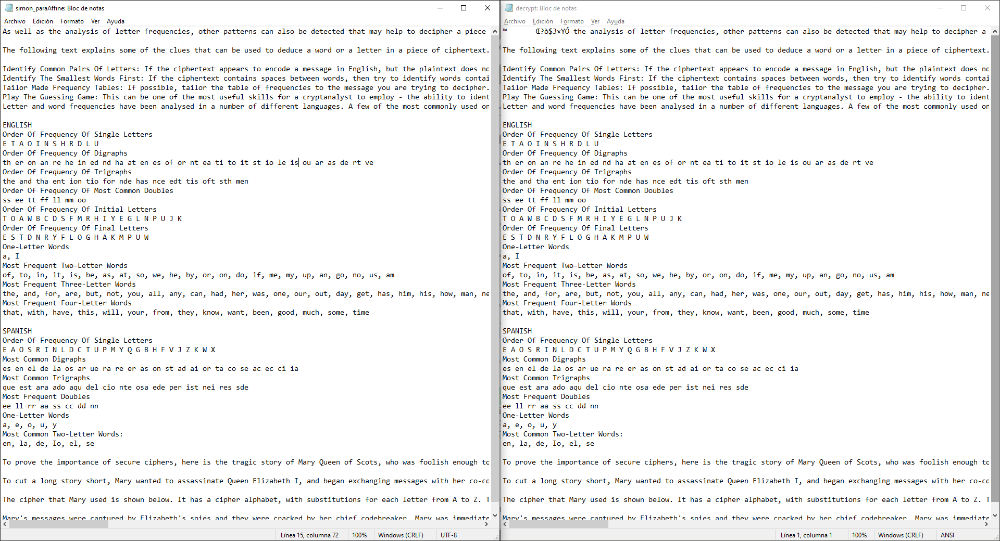 simon_paraAffine: Bloc de notas
Archivo Edición Formato Ver Ayuda
As well as the analysis of letter frequencies, other patterns can also be detected that may help to decipher a piece
The following text explains some of the clues that can be used to deduce a word or a letter in a piece of ciphertext.
Identify Common Pairs Of Letters: If the ciphertext appears to encode a message in English, but the plaintext does no
Identify The Smallest Words First: If the ciphertext contains spaces between words, then try to identify words contai
Tailor Made Frequency Tables: If possible, tailor the table of frequencies to the message you are trying to decipher.
Play The Guessing Game: This can be one of the most useful skills for a cryptanalyst to employ - the ability to ident
Letter and word frequencies have been analysed in a number of different languages. A few of the most commonly used on
ENGLISH
Order Of Frequency Of Single Letters
E T A O I N S H R D L U
Order Of Frequency Of Digraphs
th er on an re he in ed nd ha at en es of or nt ea ti to it st io le is ou ar as de rt ve
Order Of Frequency Of Trigraphs
the and tha ent ion tio for nde has nce edt tis oft sth men
Order Of Frequency Of Most Common Doubles
ss ee tt ff ll mm oo
Order Of Frequency Of Initial Letters
T O A W B C D S F M R H I Y E G L N P U J K
Order Of Frequency Of Final Letters
E S T D N R Y F L O G H A K M P U W
One-Letter Words
a, I
Most Frequent Two-Letter Words
of, to, in, it, is, be, as, at, so, we, he, by, or, on, do, if, me, my, up, an, go, no, us, am
Most Frequent Three-Letter Words
the, and, for, are, but, not, you, all, any, can, had, her, was, one, our, out, day, get, has, him, his, how, man, ne
Most Frequent Four-Letter Words
that, with, have, this, will, your, from, they, know, want, been, good, much, some, time
SPANISH
Order Of Frequency Of Single Letters
E A O S R I N L D C T U P M Y Q G B H F V J Z K W X
Most Common Digraphs
es en el de la os ar ue ra re er as on st ad ai or ta co se ac ec ci ia
Most Common Trigraphs
que est ara ado aqu del cio nte osa ede per ist nei res sde
Most Frequent Doubles
ee ll rr aa ss cc dd nn
One-Letter Words
a, e, o, u, y
Most Common Two-Letter Words:
en, la, de, Io, el, se
To prove the importance of secure ciphers, here is the tragic story of Mary Queen of Scots, who was foolish enough to
To cut a long story short, Mary wanted to assassinate Queen Elizabeth I, and began exchanging messages with her co-co
The cipher that Mary used is shown below. It has a cipher alphabet, with substitutions for each letter from A to Z. T
Mary's messages were captured by Elizabeth's spies and they were cracked by her chief codebreaker. Mary was immediate
Línea 15, columna 72 100% Windows (CRLF) UTF-8
decrypt: Bloc de notas
Archivo Edición Formato Ver Ayuda
™ Œ?ò$3×ÝÓ the analysis of letter frequencies, other patterns can also be detected that may help to decipher a
The following text explains some of the clues that can be used to deduce a word or a letter in a piece of ciphertext.
Identify Common Pairs Of Letters: If the ciphertext appears to encode a message in English, but the plaintext does no
Identify The Smallest Words First: If the ciphertext contains spaces between words, then try to identify words contai
Tailor Made Frequency Tables: If possible, tailor the table of frequencies to the message you are trying to decipher.
Play The Guessing Game: This can be one of the most useful skills for a cryptanalyst to employ - the ability to ident
Letter and word frequencies have been analysed in a number of different languages. A few of the most commonly used on
ENGLISH
Order Of Frequency Of Single Letters
E T A O I N S H R D L U
Order Of Frequency Of Digraphs
th er on an re he in ed nd ha at en es of or nt ea ti to it st io le is ou ar as de rt ve
Order Of Frequency Of Trigraphs
the and tha ent ion tio for nde has nce edt tis oft sth men
Order Of Frequency Of Most Common Doubles
ss ee tt ff ll mm oo
Order Of Frequency Of Initial Letters
T O A W B C D S F M R H I Y E G L N P U J K
Order Of Frequency Of Final Letters
E S T D N R Y F L O G H A K M P U W
One-Letter Words
a, I
Most Frequent Two-Letter Words
of, to, in, it, is, be, as, at, so, we, he, by, or, on, do, if, me, my, up, an, go, no, us, am
Most Frequent Three-Letter Words
the, and, for, are, but, not, you, all, any, can, had, her, was, one, our, out, day, get, has, him, his, how, man, ne
Most Frequent Four-Letter Words
that, with, have, this, will, your, from, they, know, want, been, good, much, some, time
SPANISH
Order Of Frequency Of Single Letters
E A O S R I N L D C T U P M Y Q G B H F V J Z K W X
Most Common Digraphs
es en el de la os ar ue ra re er as on st ad ai or ta co se ac ec ci ia
Most Common Trigraphs
que est ara ado aqu del cio nte osa ede per ist nei res sde
Most Frequent Doubles
ee ll rr aa ss cc dd nn
One-Letter Words
a, e, o, u, y
Most Common Two-Letter Words:
en, la, de, Io, el, se
To prove the importance of secure ciphers, here is the tragic story of Mary Queen of Scots, who was foolish enough to
To cut a long story short, Mary wanted to assassinate Queen Elizabeth I, and began exchanging messages with her co-co
The cipher that Mary used is shown below. It has a cipher alphabet, with substitutions for each letter from A to Z. T
Mary's messages were captured by Elizabeth's spies and they were cracked by her chief codebreaker. Mary was immediate
Línea 1, columna 1 100% Windows (CRLF) ANSI